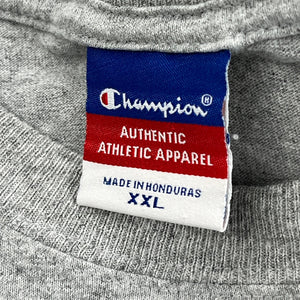 Champion®
AUTHENTIC
ATHLETIC APPAREL
MADE IN HONDURAS
XXL